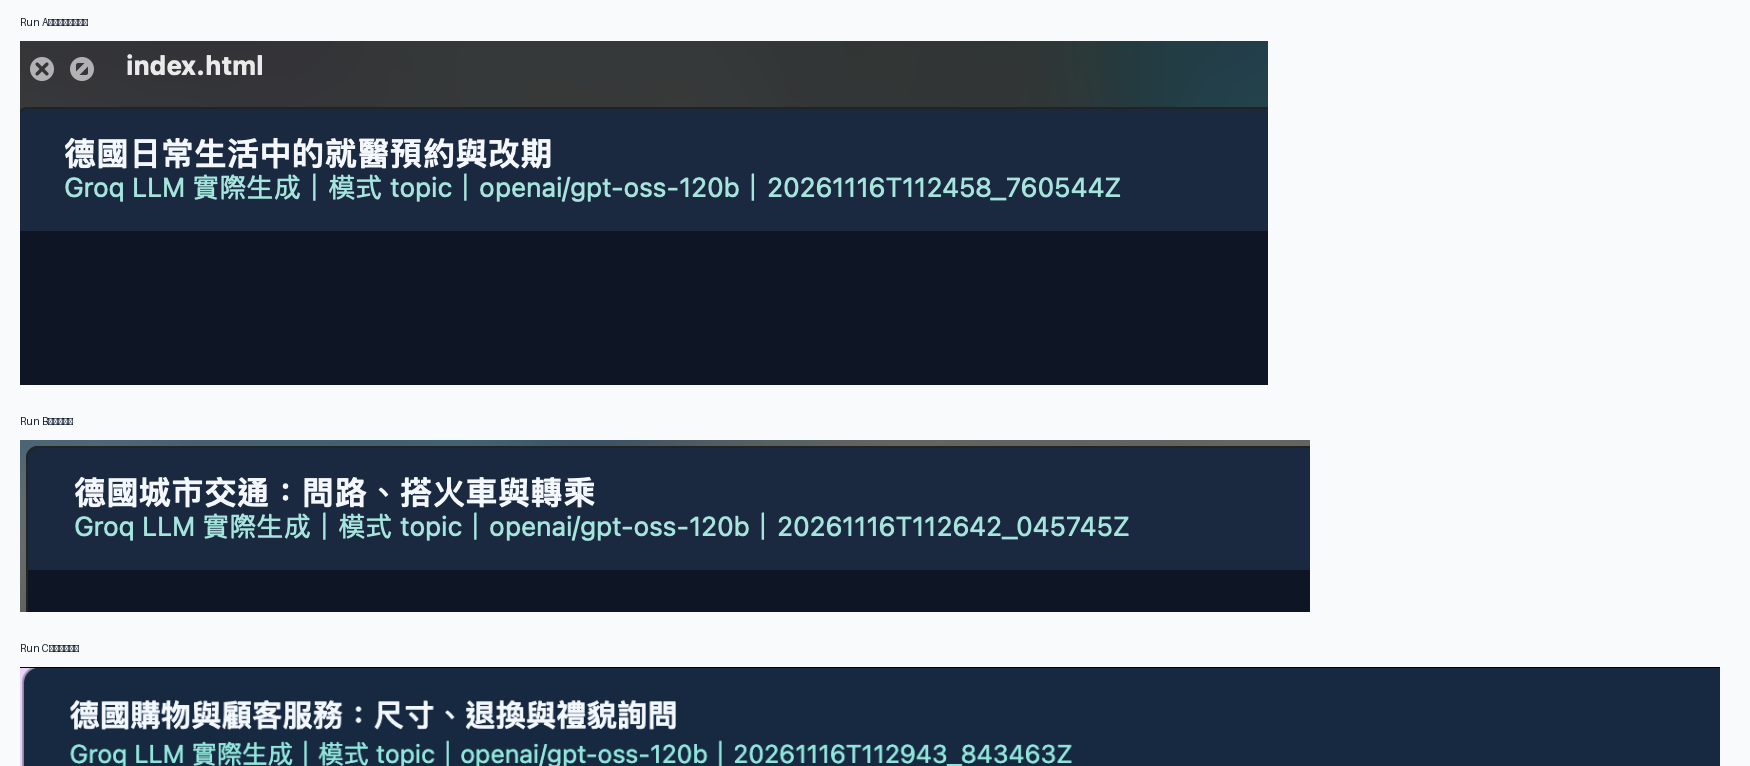 Run A
index.html
德國日常生活中的就醫預約與改期
Groq LLM 實際生成｜模式 topic｜openai/gpt-oss-120b｜20261116T112458_760544Z
Run B
德國城市交通：問路、搭火車與轉乘
Groq LLM 實際生成｜模式 topic｜openai/gpt-oss-120b｜20261116T112642_045745Z
Run C
德國購物與顧客服務：尺寸、退換與禮貌詢問
Groq LLM 實際生成｜模式 topic｜openai/gpt-oss-120b｜20261116T112943_843463Z